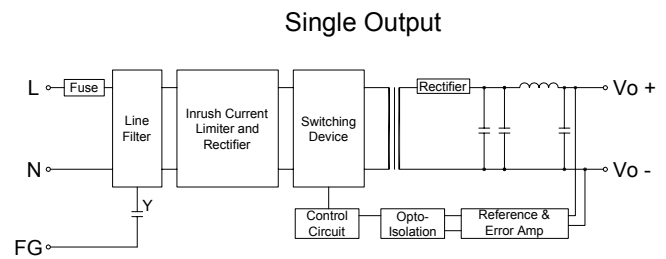 Single Output
L
Fuse
Line
Filter
Inrush Current
Limiter and
Rectifier
Switching
Device
Rectifier
Vo +
N
Vo -
Y
FG
Control
Circuit
Opto-
Isolation
Reference &
Error Amp